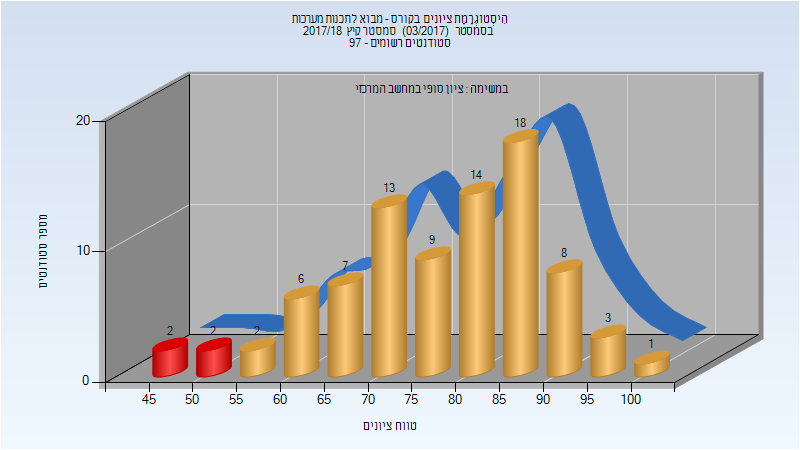 היסטוגרמת ציונים בקורס - מבוא לתכנות מערכות
בסמסטר (03/2017) סמסטר קיץ 2017/18
סטודנטים רשומים - 97
במשימה : ציון סופי במחשב המרכזי
מספר סטודנטים
20
10
0
2
2
2
6
7
13
9
14
18
8
3
1
45 50 55 60 65 70 75 80 85 90 95 100
טווח ציונים